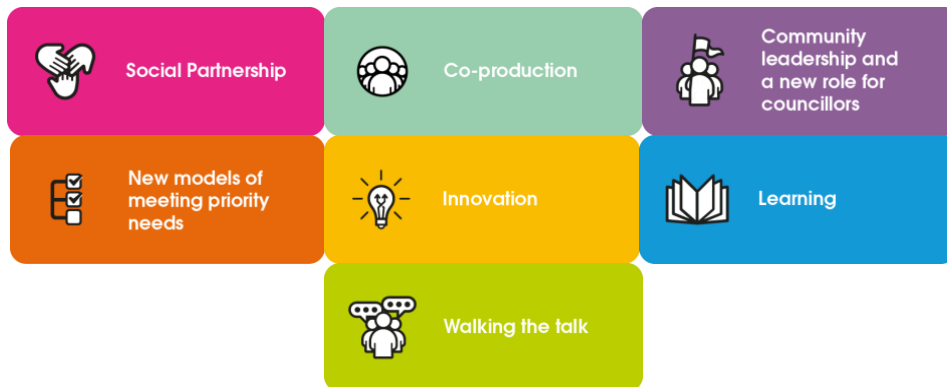 Social Partnership
Co-production
Community
leadership and
a new role for
councillors
New models of
meeting priority
needs
Innovation
Learning
Walking the talk